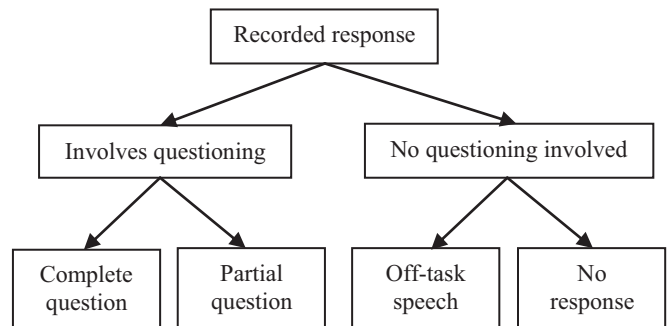 Recorded response
Involves questioning
No questioning involved
Complete
question
Partial
question
Off-task
speech
No
response